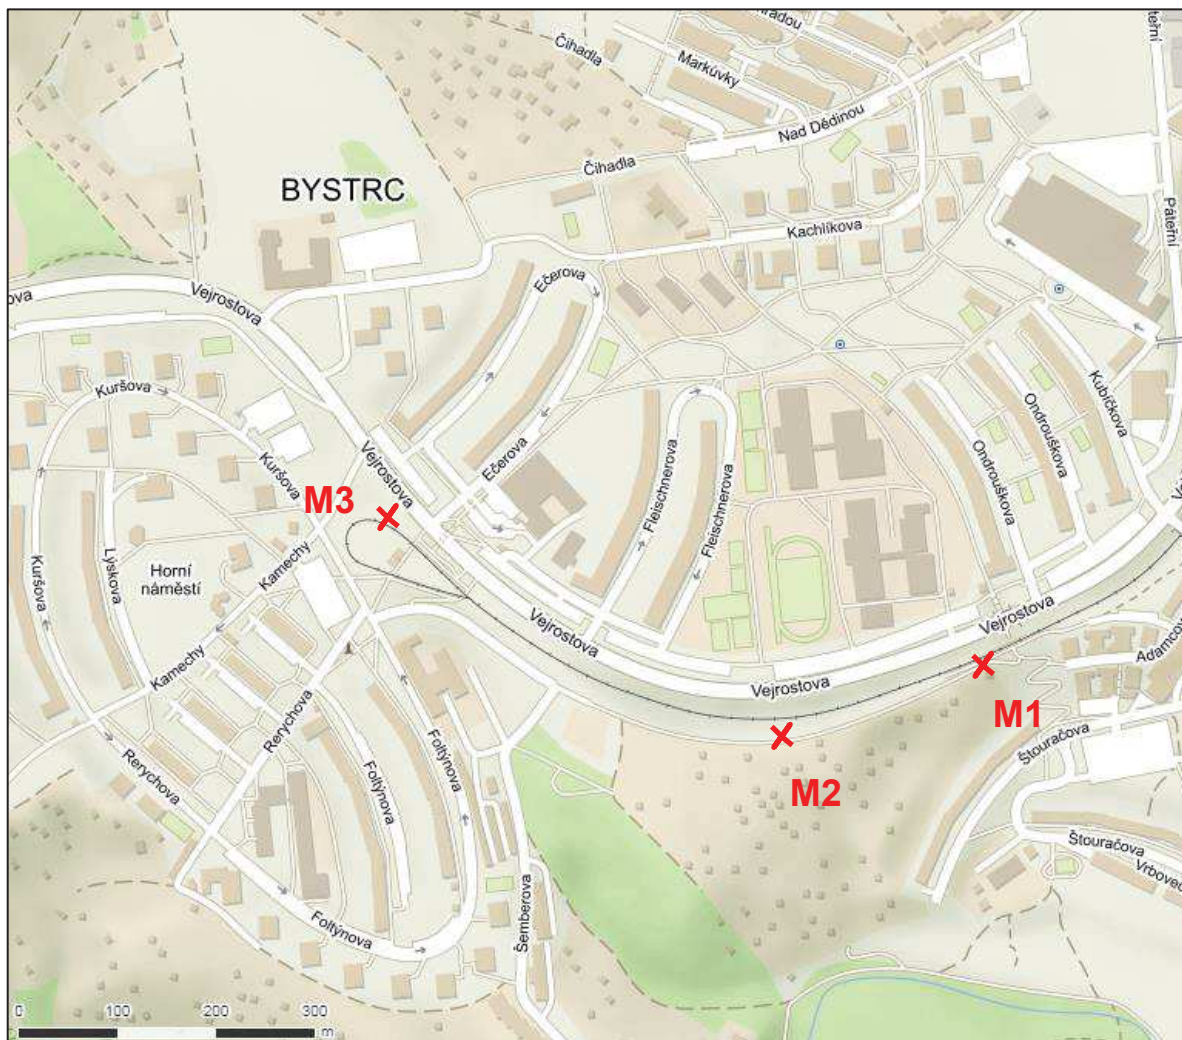 Čihadla
Markůvky
Nad Dědinou
Čihadla
BYSTRC
Páteřní
Kachlíkova
Vejrostova
Ečerova
Kuršova
Kubíčkova
Ondrouškova
Vejrostova
Ečerova
Kuršova
Fleischnerova
Fleischnerova
Ondrouškova
M3
Kamechy
Lýskova
Horní
náměstí
Kuršova
Vejrostova
Vejrostova
Vejrostova
M1
Kamechy
Rerychova
Foltýnova
Foltýnova
Štouračova
M2
Rerychova
Štouračova
Foltýnova
Šemberova
0 100 200 300
m